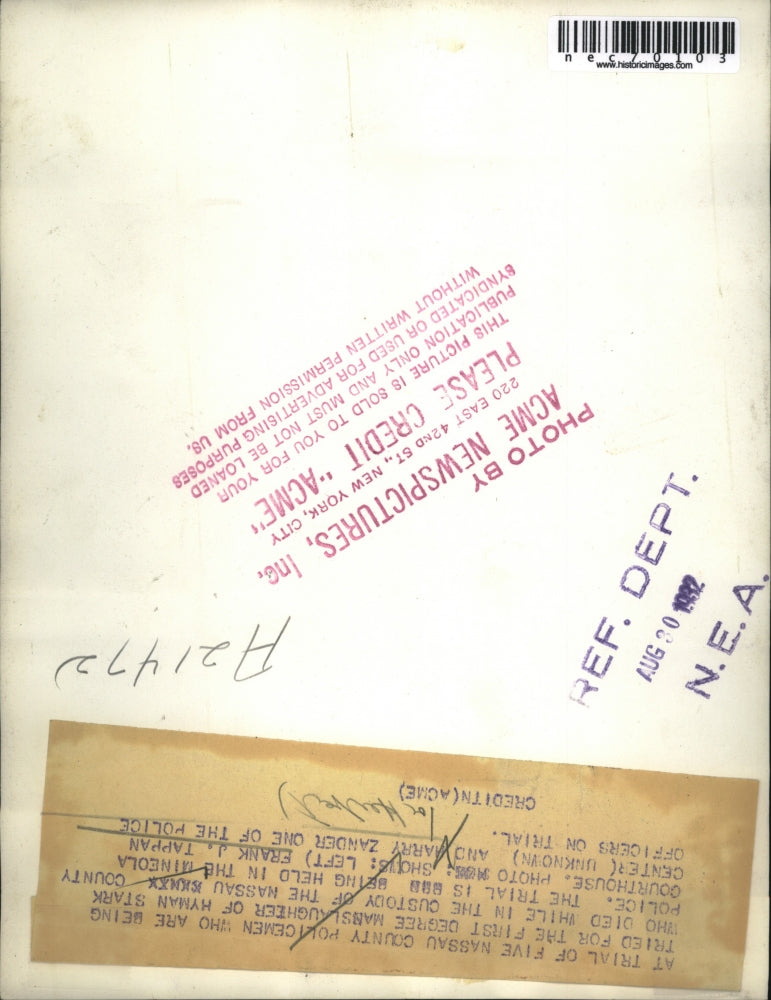 nec70103
www.historicimages.com
PHOTO BY
ACME NEWSPICTURES, Inc.
220 EAST 42ND ST., NEW YORK, CITY
PLEASE CREDIT "ACME"
THIS PICTURE IS SOLD TO YOU FOR YOUR
PUBLICATION ONLY AND MUST NOT BE LOANED
SYNDICATED OR USED FOR ADVERTISING PURPOSES
WITHOUT WRITTEN PERMISSION FROM US.
REF. DEPT.
AUG 30 1932
N.E.A.
A21472
AT TRIAL OF FIVE NASSAU COUNTY POLICEMEN WHO ARE BEING
TRIED FOR THE FIRST DEGREE MANSLAUGHTER OF HYMAN STARK
WHO DIED WHILE IN THE CUSTODY OF THE NASSAU COUNTY
POLICE. THE TRIAL IS BEING HELD IN THE MINEOLA
COURTHOUSE. PHOTO SHOWS: LEFT) FRANK J. TAPPAN
CENTER) (UNKNOWN) AND HARRY ZANDER ONE OF THE POLICE
OFFICERS ON TRIAL.
CREDITN(ACME)